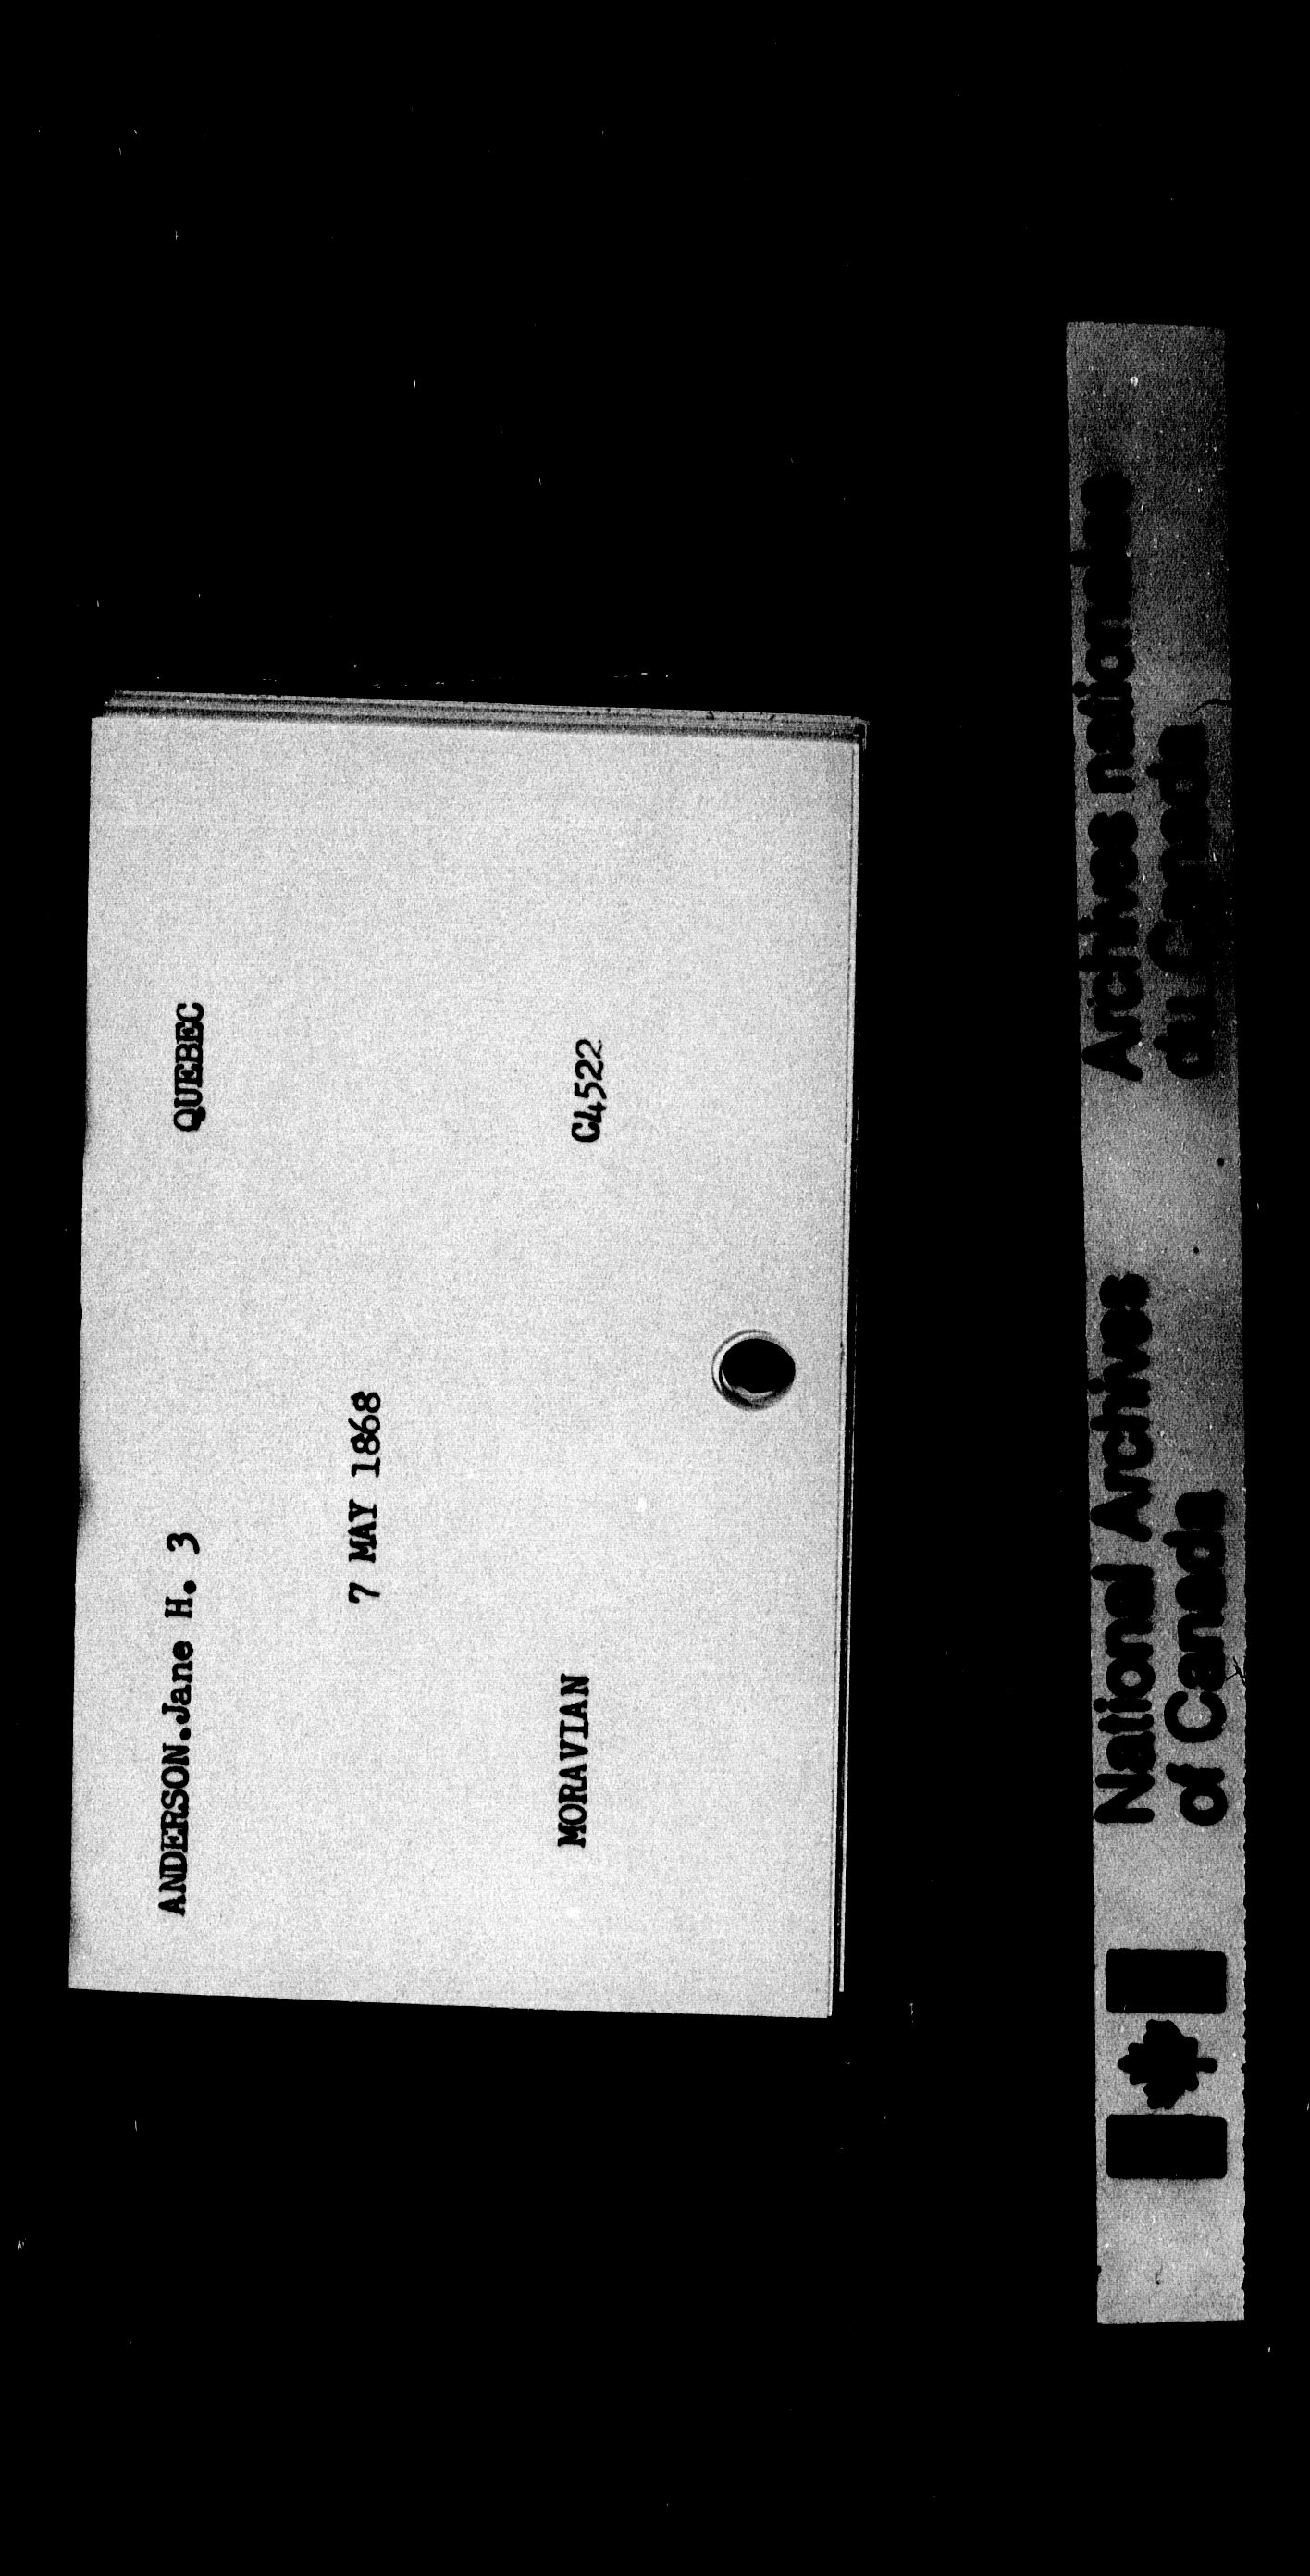 ANDERSON.Jane H. 3 QUEBEC
7 MAY 1868
MORAVIAN C4522
National Archives
of Canada
Archives nationales
du Canada